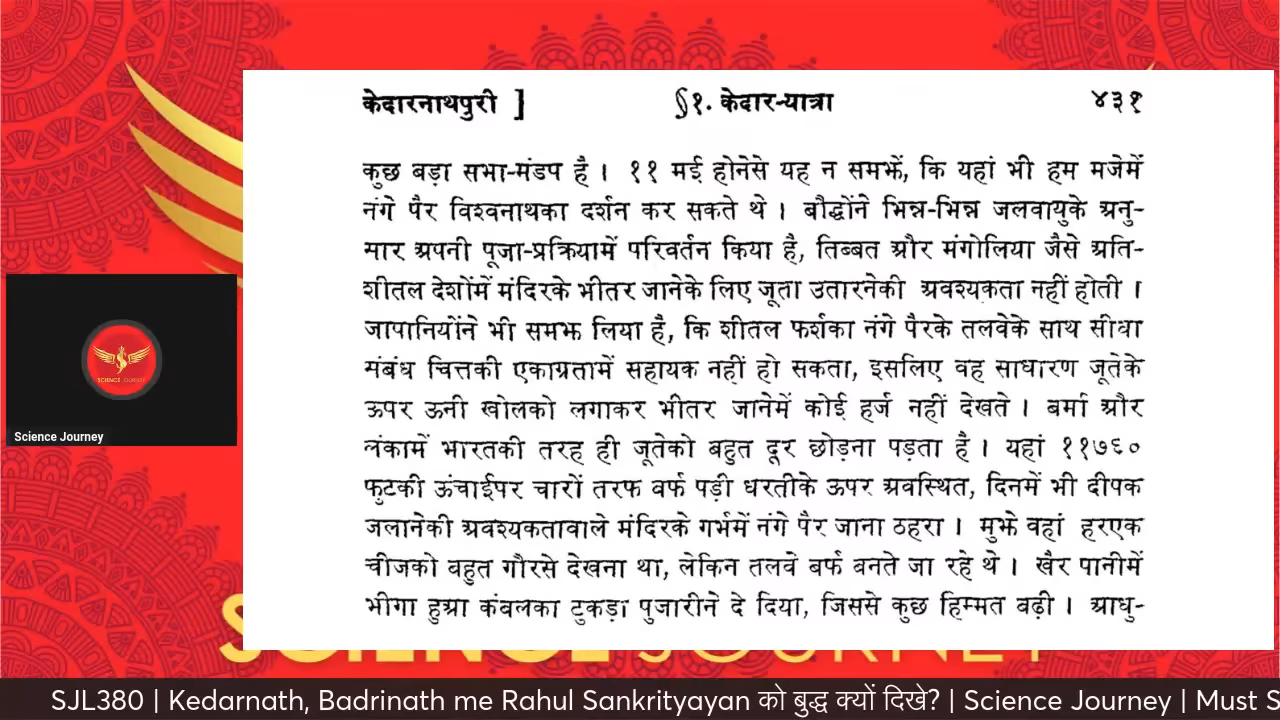 केदारनाथपुरी ] §१. केदार-यात्रा ४३१
कुछ बड़ा सभा-मंडप है । ११ मई होनेसे यह न समझें, कि यहां भी हम मजेमें
नंगे पैर विश्वनाथका दर्शन कर सकते थे । बौद्धोंने भिन्न-भिन्न जलवायुके अनु-
सार अपनी पूजा-प्रक्रियामें परिवर्तन किया है, तिब्बत और मंगोलिया जैसे अति-
शीतल देशोंमें मंदिरके भीतर जानेके लिए जूता उतारनेकी अवश्यकता नहीं होती ।
जापानियोंने भी समझ लिया है, कि शीतल फर्शका नंगे पैरके तलवेके साथ सीधा
संबंध चित्तकी एकाग्रतामें सहायक नहीं हो सकता, इसलिए वह साधारण जूतेके
ऊपर ऊनी खोलको लगाकर भीतर जानेमें कोई हर्ज नहीं देखते । बर्मा और
लंकामें भारतकी तरह ही जूतेको बहुत दूर छोड़ना पड़ता है । यहां ११७६०
फुटकी ऊंचाईपर चारों तरफ बर्फ पड़ी धरतीके ऊपर अवस्थित, दिनमें भी दीपक
जलानेकी अवश्यकतावाले मंदिरके गर्भमें नंगे पैर जाना ठहरा । मुझे वहां हरएक
चीजको बहुत गौरसे देखना था, लेकिन तलवे बर्फ बनते जा रहे थे । खैर पानीमें
भीगा हुआ कंबलका टुकड़ा पुजारीने दे दिया, जिससे कुछ हिम्मत बढ़ी । आधु-
SCIENCE JOURNEY
Science Journey
SCIENCE JOURNEY
SJL380 | Kedarnath, Badrinath me Rahul Sankrityayan को बुद्ध क्यों दिखे? | Science Journey | Must S